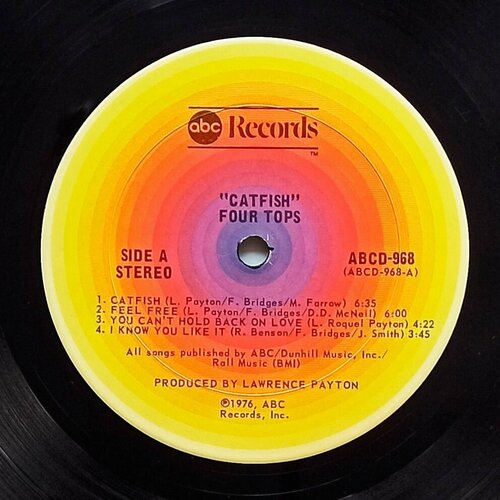 abc Records
TM
"CATFISH"
FOUR TOPS
SIDE A
STEREO
ABCD-968
(ABCD-968-A)
1. CATFISH (L. Payton/F. Bridges/M. Farrow) 6:35
2. FEEL FREE (L. Payton/F. Bridges/D.D. McNeil) 6:00
3. YOU CAN'T HOLD BACK ON LOVE (L. Roquel Payton) 4:22
4. I KNOW YOU LIKE IT (R. Benson/F. Bridges/J. Smith) 3:45
All songs published by ABC/Dunhill Music, Inc./
Rall Music (BMI)
PRODUCED BY LAWRENCE PAYTON
℗1976, ABC
Records, Inc.